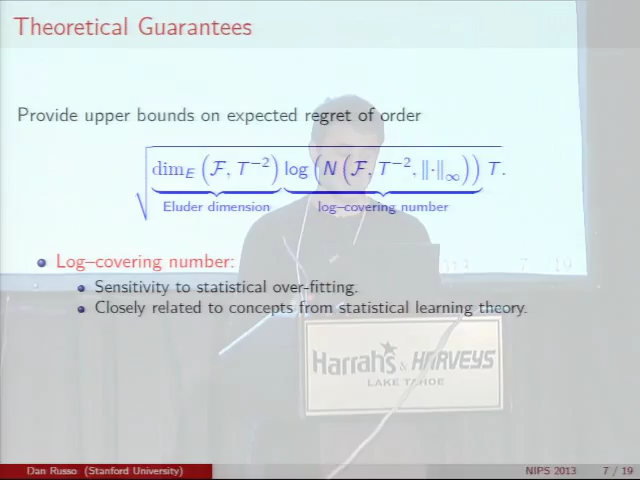 Theoretical Guarantees
Provide upper bounds on expected regret of order
√(dim_E (F, T⁻²) log (N (F, T⁻², ‖·‖∞)) T).
Eluder dimension log–covering number
Log–covering number:
Sensitivity to statistical over-fitting.
Closely related to concepts from statistical learning theory.
Harrah's & HARVEYS
LAKE TAHOE
Dan Russo (Stanford University) NIPS 2013 7 / 19